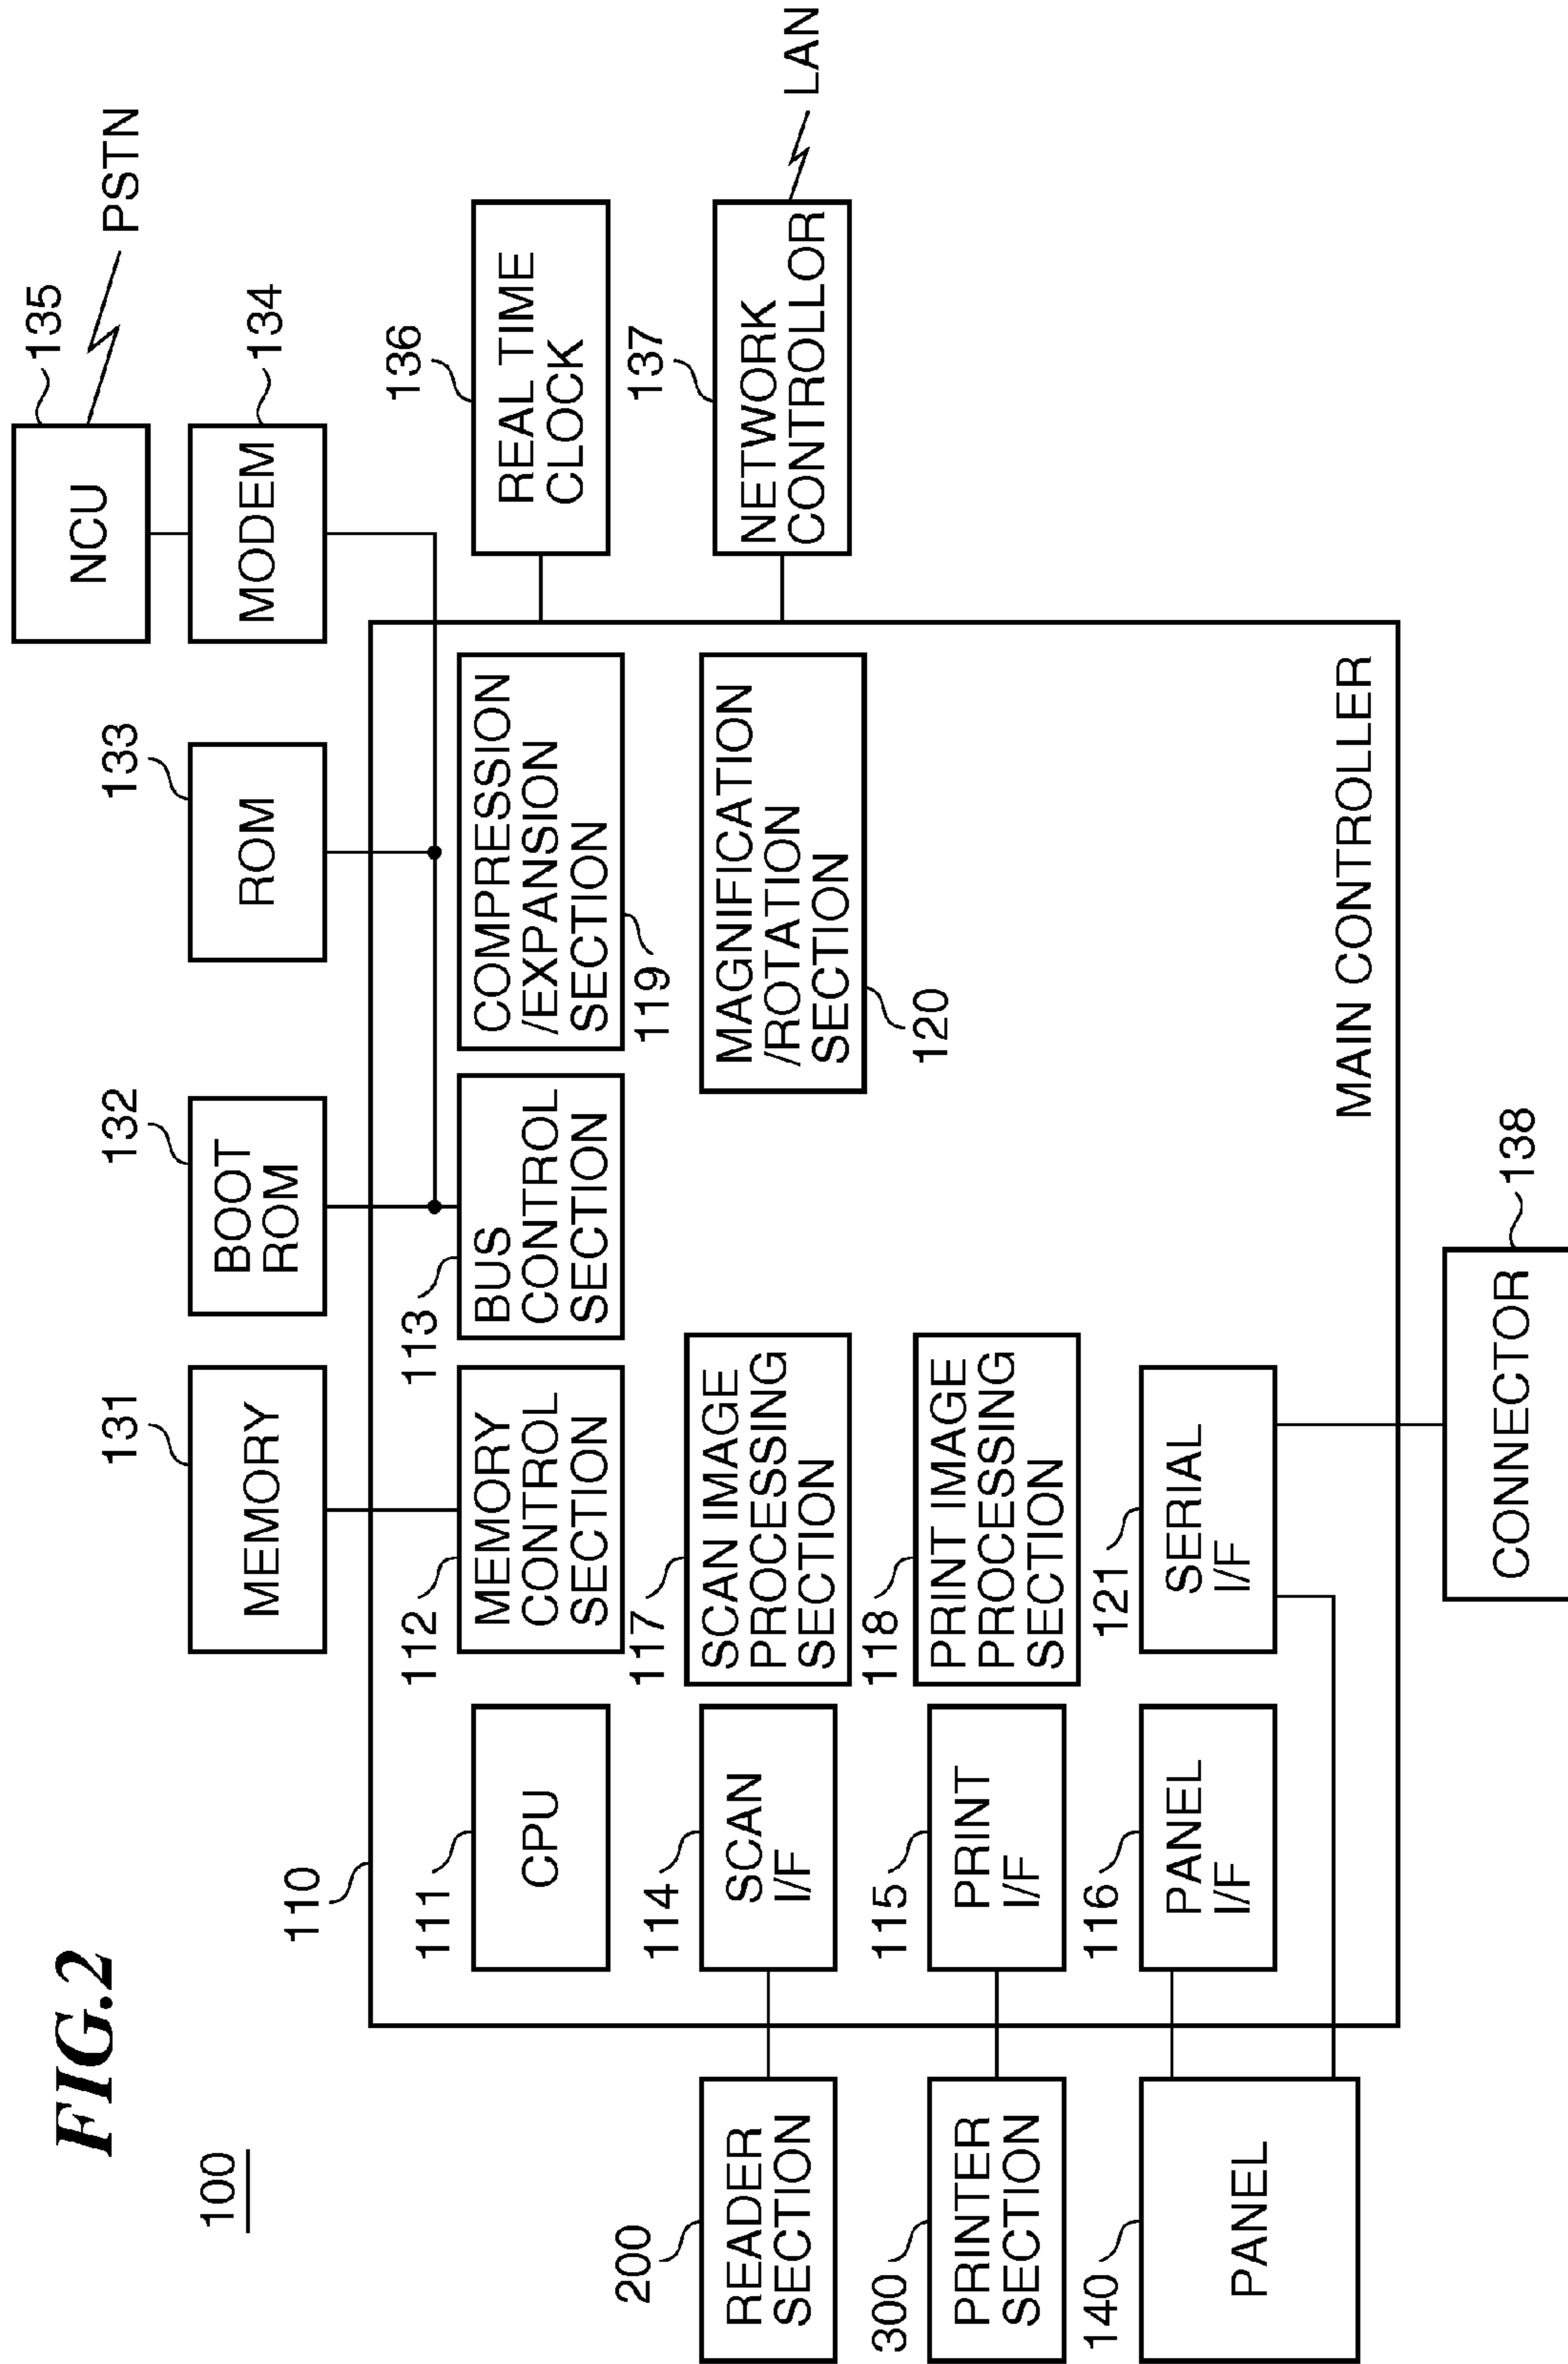 FIG.2
100
135
NCU
PSTN
134
MODEM
131
MEMORY
132
BOOT
ROM
133
ROM
136
REAL TIME
CLOCK
137
NETWORK
CONTROLLOR
LAN
110
111
CPU
112
MEMORY
CONTROL
SECTION
113
BUS
CONTROL
SECTION
COMPRESSION
/EXPANSION
SECTION
119
200
READER
SECTION
114
SCAN
I/F
117
SCAN IMAGE
PROCESSING
SECTION
MAGNIFICATION
/ROTATION
SECTION
120
300
PRINTER
SECTION
115
PRINT
I/F
118
PRINT IMAGE
PROCESSING
SECTION
140
PANEL
116
PANEL
I/F
121
SERIAL
I/F
MAIN CONTROLLER
CONNECTOR
138